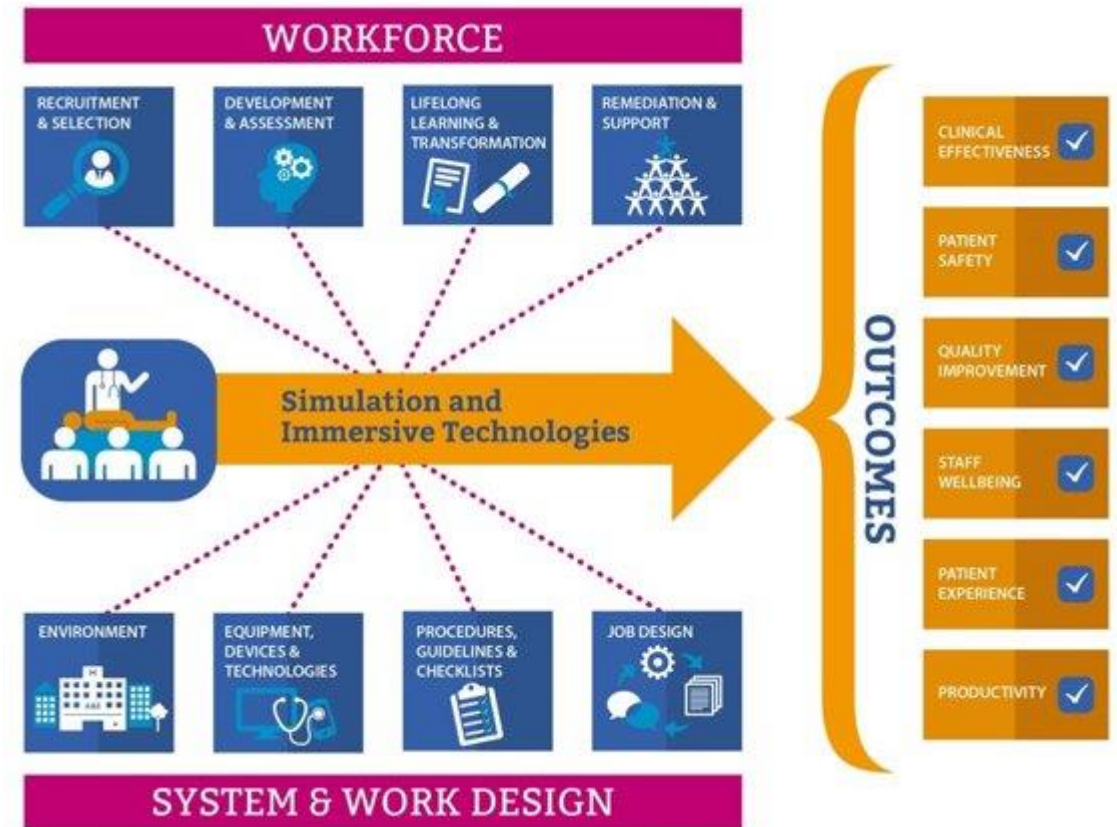 WORKFORCE
RECRUITMENT
& SELECTION
DEVELOPMENT
& ASSESSMENT
LIFELONG
LEARNING &
TRANSFORMATION
REMEDIATION &
SUPPORT
Simulation and
Immersive Technologies
ENVIRONMENT
H
A&E
EQUIPMENT,
DEVICES &
TECHNOLOGIES
PROCEDURES,
GUIDELINES &
CHECKLISTS
JOB DESIGN
SYSTEM & WORK DESIGN
OUTCOMES
CLINICAL
EFFECTIVENESS
PATIENT
SAFETY
QUALITY
IMPROVEMENT
STAFF
WELLBEING
PATIENT
EXPERIENCE
PRODUCTIVITY